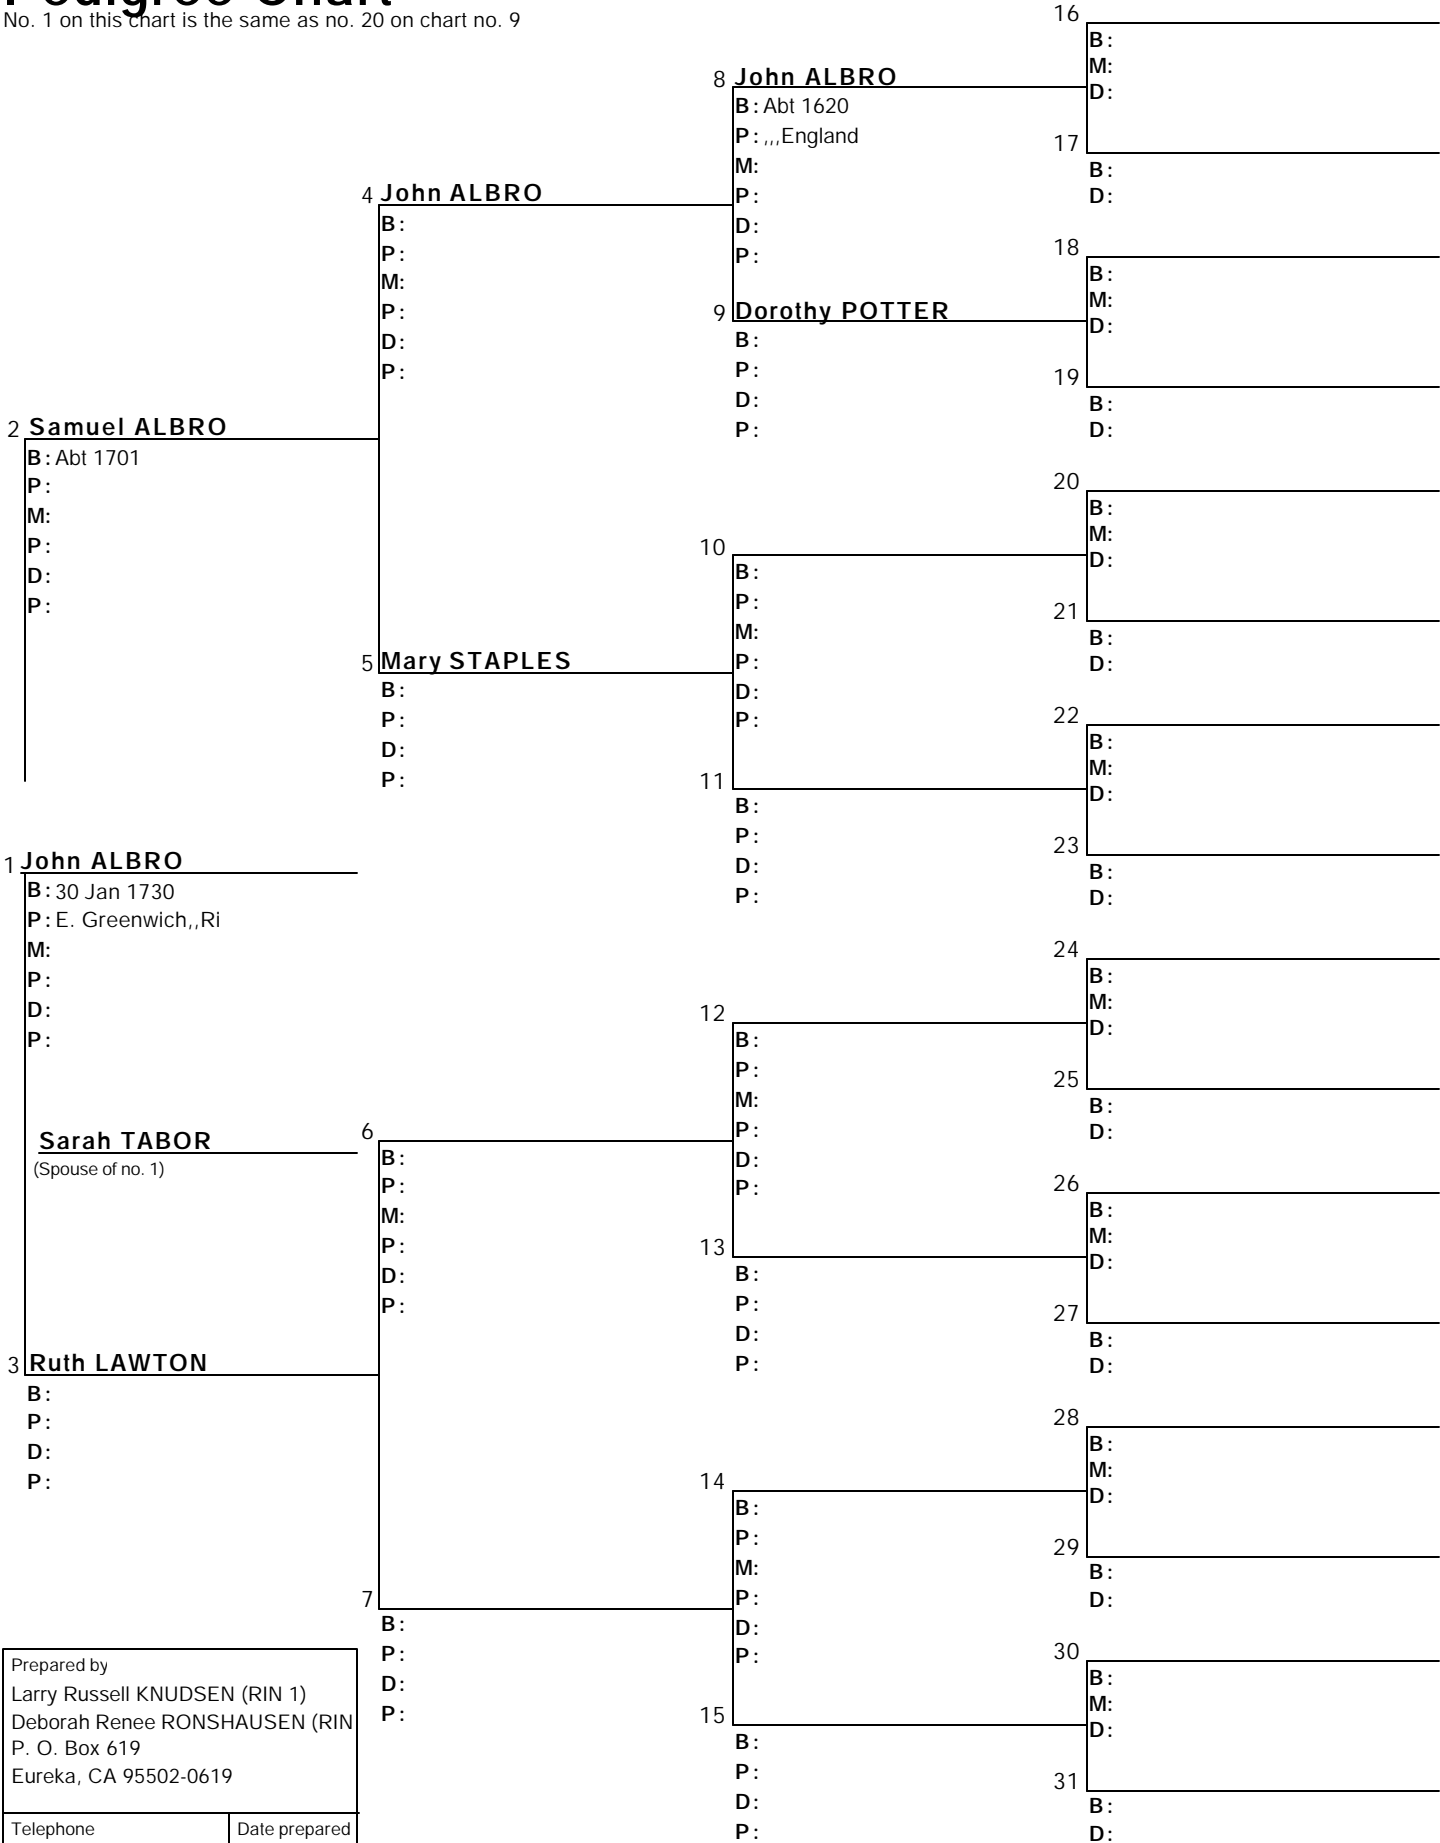 Pedigree Chart
No. 1 on this chart is the same as no. 20 on chart no. 9
2 Samuel ALBRO
B: Abt 1701
P:
M:
P:
D:
P:
1 John ALBRO
B: 30 Jan 1730
P: E. Greenwich,,Ri
M:
P:
D:
P:
Sarah TABOR
(Spouse of no. 1)
3 Ruth LAWTON
B:
P:
D:
P:
4 John ALBRO
B:
P:
M:
P:
D:
P:
5 Mary STAPLES
B:
P:
D:
P:
6
B:
P:
M:
P:
D:
P:
7
B:
P:
D:
P:
8 John ALBRO
B: Abt 1620
P: ,,,England
M:
P:
D:
P:
9 Dorothy POTTER
B:
P:
D:
P:
10
B:
P:
M:
P:
D:
P:
11
B:
P:
D:
P:
12
B:
P:
M:
P:
D:
P:
13
B:
P:
D:
P:
14
B:
P:
M:
P:
D:
P:
15
B:
P:
D:
P:
16
B:
M:
D:
17
B:
D:
18
B:
M:
D:
19
B:
D:
20
B:
M:
D:
21
B:
D:
22
B:
M:
D:
23
B:
D:
24
B:
M:
D:
25
B:
D:
26
B:
M:
D:
27
B:
D:
28
B:
M:
D:
29
B:
D:
30
B:
M:
D:
31
B:
D:
Prepared by
Larry Russell KNUDSEN (RIN 1)
Deborah Renee RONSHAUSEN (RIN
P. O. Box 619
Eureka, CA 95502-0619
Telephone
Date prepared